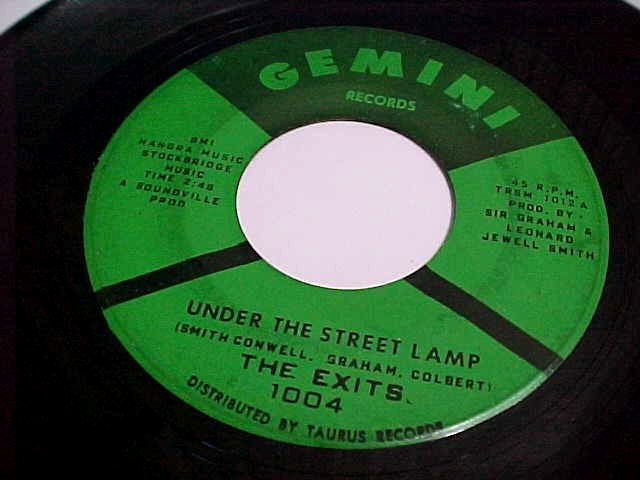 GEMINI
RECORDS
BMI
MANGRA MUSIC
STOCKBRIDGE
MUSIC
TIME 2:48
A SOUNDVILLE
PROD
45 R.P.M.
TRSM 1012 A
PROD. BY.
SIR GRAHAM &
LEONARD
JEWELL SMITH
UNDER THE STREET LAMP
(SMITH CONWELL, GRAHAM, COLBERT)
THE EXITS
1004
DISTRIBUTED BY TAURUS RECORDS